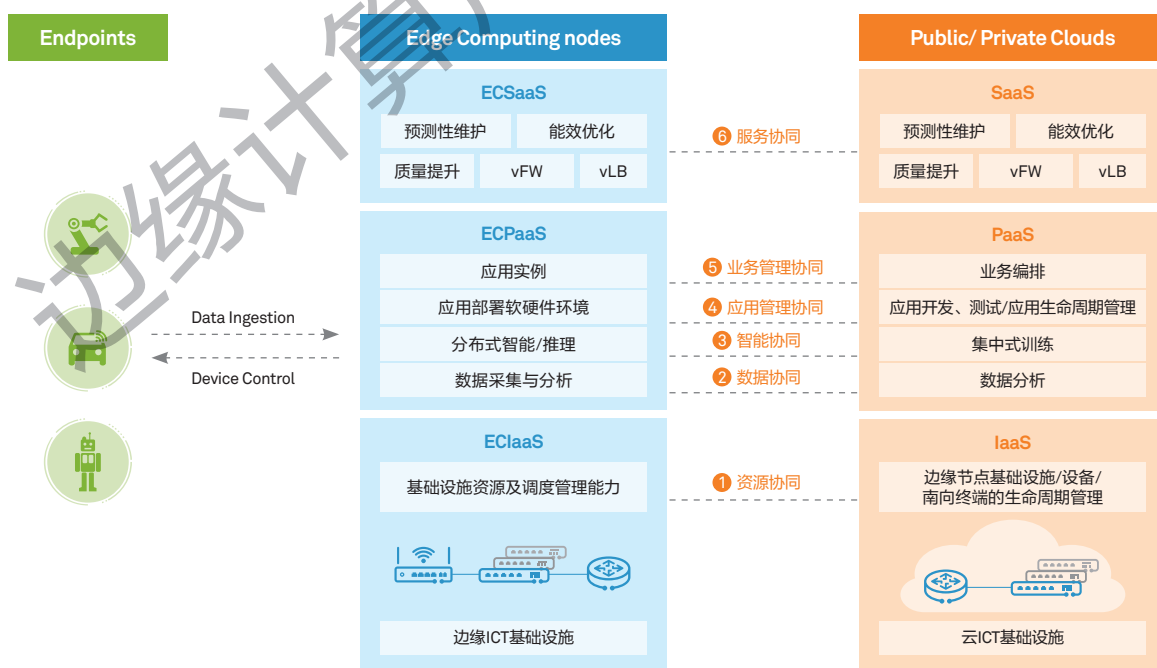 Endpoints
Edge Computing nodes
Public/ Private Clouds
ECSaaS
预测性维护
能效优化
质量提升
vFW
vLB
⑥ 服务协同
SaaS
预测性维护
能效优化
质量提升
vFW
vLB
Data Ingestion
Device Control
ECPaaS
应用实例
应用部署软硬件环境
分布式智能/推理
数据采集与分析
⑤ 业务管理协同
④ 应用管理协同
③ 智能协同
② 数据协同
PaaS
业务编排
应用开发、测试/应用生命周期管理
集中式训练
数据分析
ECIaaS
基础设施资源及调度管理能力
边缘ICT基础设施
① 资源协同
IaaS
边缘节点基础设施/设备/
南向终端的生命周期管理
云ICT基础设施
边缘计算